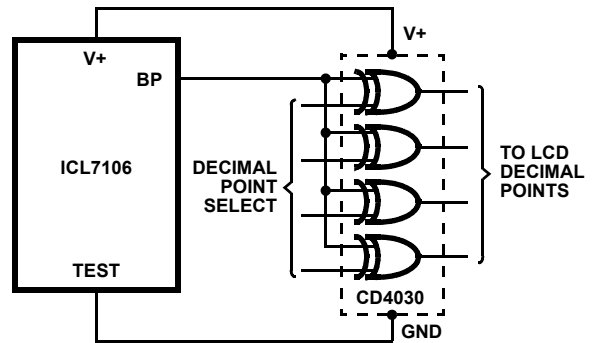 V+
V+
BP
ICL7106
DECIMAL
POINT
SELECT
TO LCD
DECIMAL
POINTS
TEST
CD4030
GND